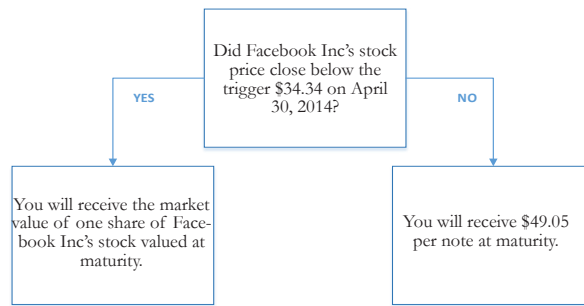 Did Facebook Inc's stock
price close below the
trigger $34.34 on April
30, 2014?
YES
NO
You will receive the market
value of one share of Face-
book Inc's stock valued at
maturity.
You will receive $49.05
per note at maturity.